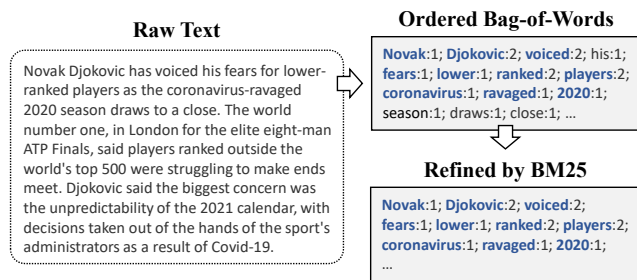 Raw Text
Novak Djokovic has voiced his fears for lower-
ranked players as the coronavirus-ravaged
2020 season draws to a close. The world
number one, in London for the elite eight-man
ATP Finals, said players ranked outside the
world's top 500 were struggling to make ends
meet. Djokovic said the biggest concern was
the unpredictability of the 2021 calendar, with
decisions taken out of the hands of the sport's
administrators as a result of Covid-19.
Ordered Bag-of-Words
Novak:1; Djokovic:2; voiced:2; his:1;
fears:1; lower:1; ranked:2; players:2;
coronavirus:1; ravaged:1; 2020:1;
season:1; draws:1; close:1; ...
Refined by BM25
Novak:1; Djokovic:2; voiced:2;
fears:1; lower:1; ranked:2; players:2;
coronavirus:1; ravaged:1; 2020:1;
...